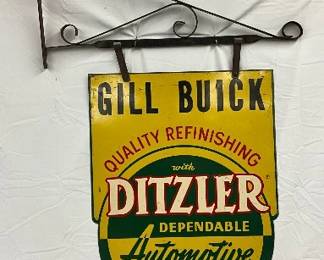 GILL BUICK
QUALITY REFINISHING
with
DITZLER
DEPENDABLE
Automotive